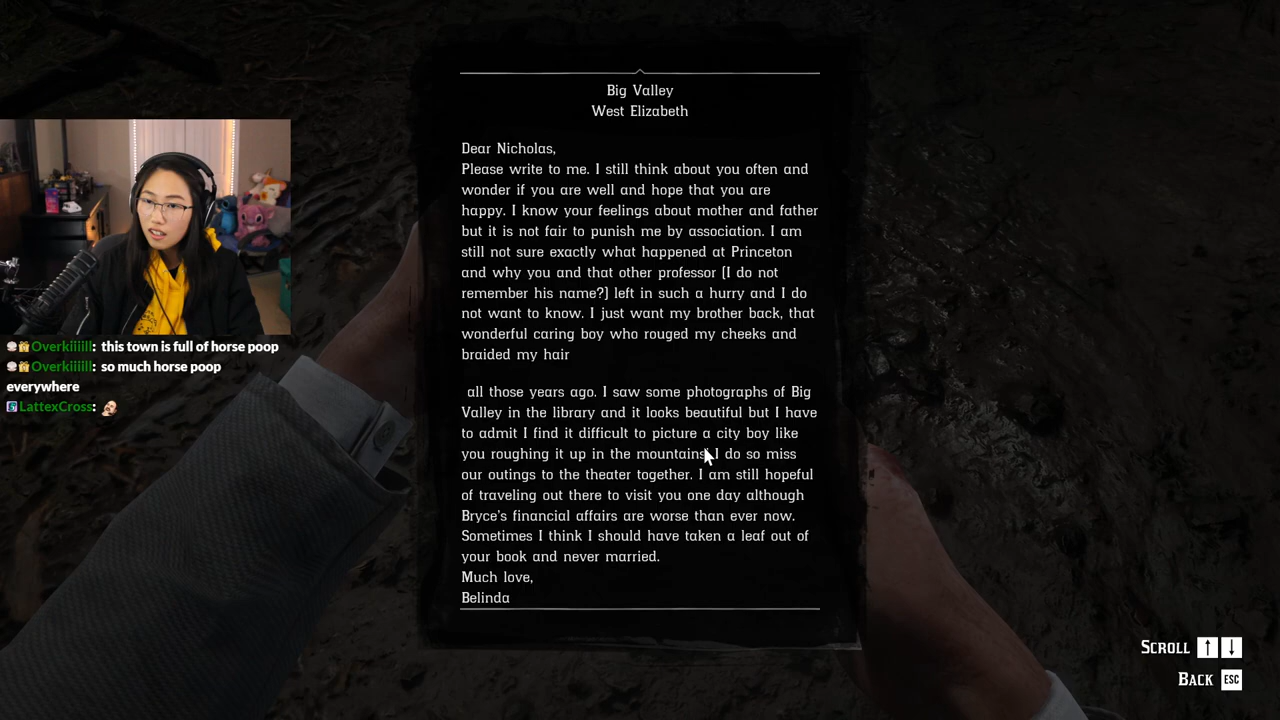 Big Valley
West Elizabeth
Dear Nicholas,
Please write to me. I still think about you often and
wonder if you are well and hope that you are
happy. I know your feelings about mother and father
but it is not fair to punish me by association. I am
still not sure exactly what happened at Princeton
and why you and that other professor (I do not
remember his name?) left in such a hurry and I do
not want to know. I just want my brother back, that
wonderful caring boy who rouged my cheeks and
braided my hair
all those years ago. I saw some photographs of Big
Valley in the library and it looks beautiful but I have
to admit I find it difficult to picture a city boy like
you roughing it up in the mountains. I do so miss
our outings to the theater together. I am still hopeful
of traveling out there to visit you one day although
Bryce's financial affairs are worse than ever now.
Sometimes I think I should have taken a leaf out of
your book and never married.
Much love,
Belinda
Overkiiiill: this town is full of horse poop
Overkiiiill: so much horse poop
everywhere
LattexCross:
SCROLL ↑ ↓
BACK ESC